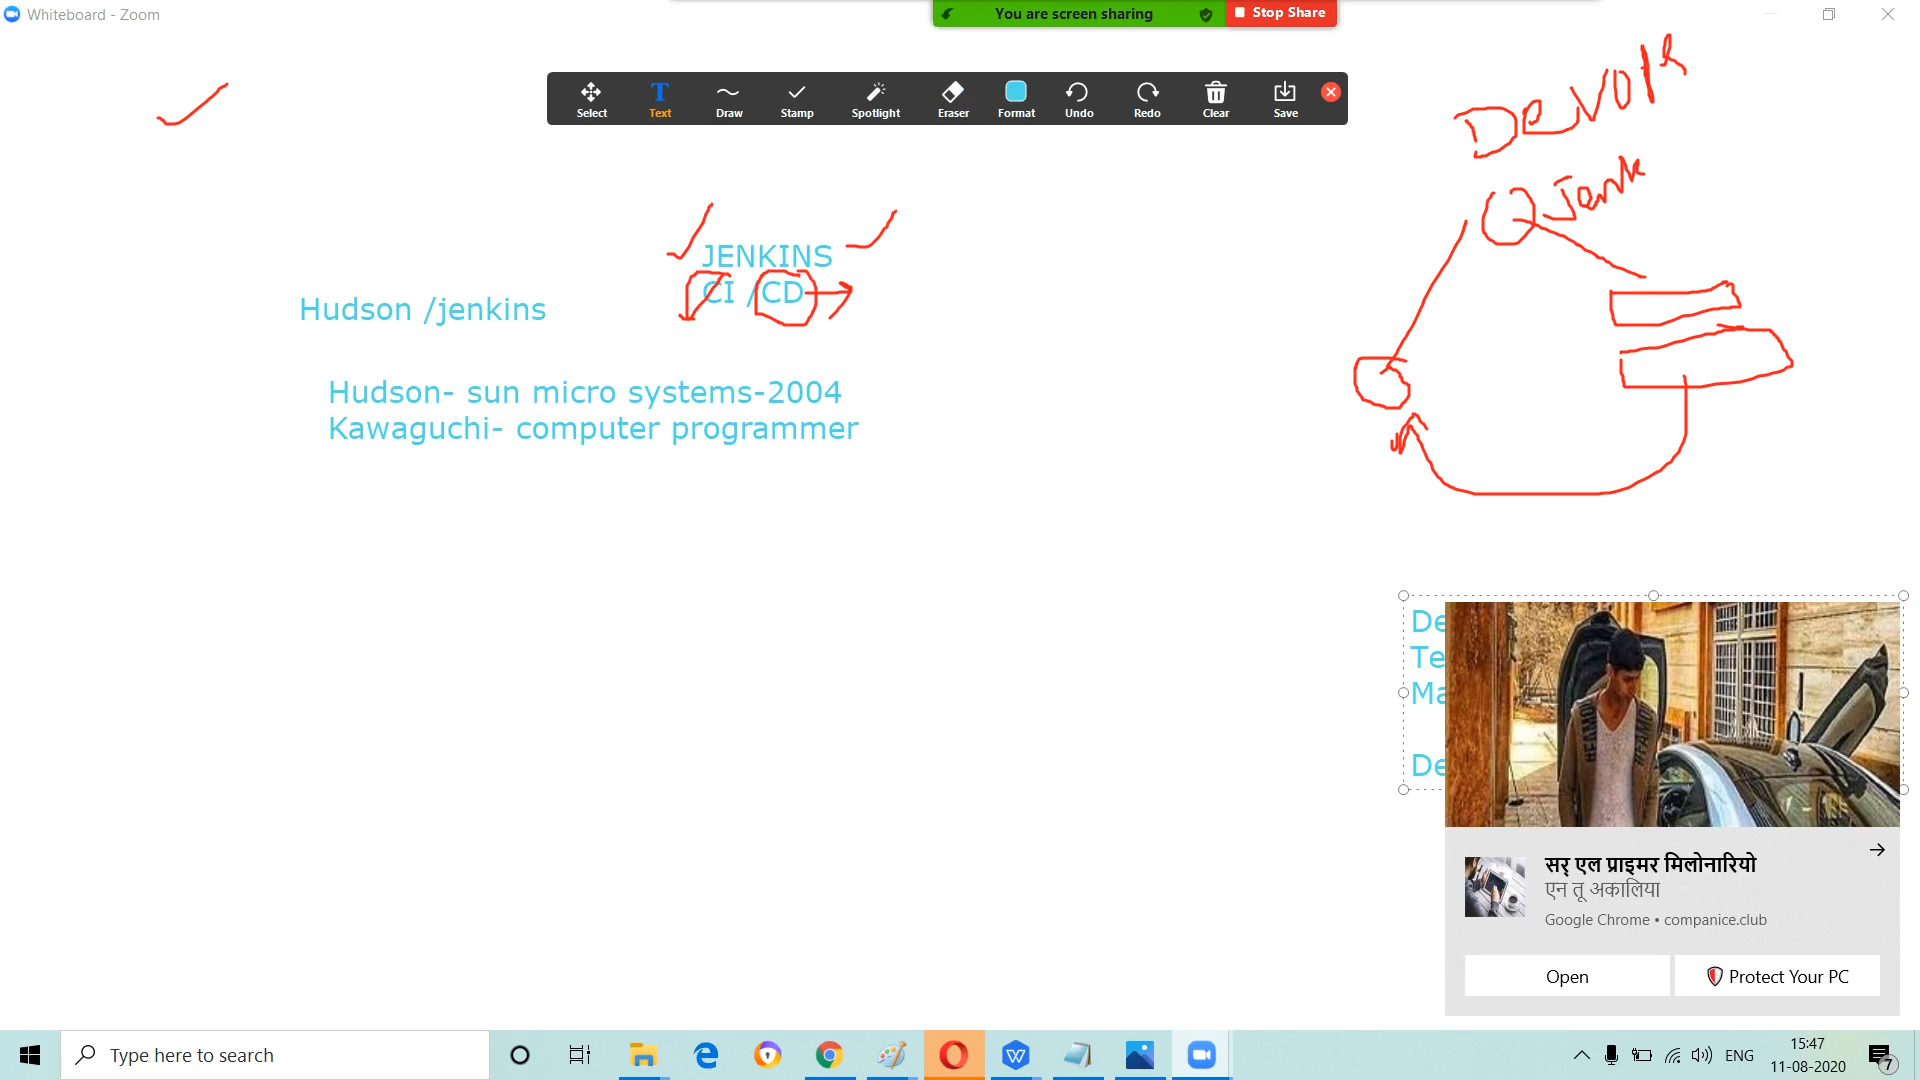 Whiteboard - Zoom
You are screen sharing
Stop Share
Select
Text
Draw
Stamp
Spotlight
Eraser
Format
Undo
Redo
Clear
Save
Jenk
JENKINS
CI /CD
Hudson /jenkins
Hudson- sun micro systems-2004
Kawaguchi- computer programmer
De
Te
Ma
De
सर् एल प्राइमर मिलोनारियो
एन तू अकालिया
Google Chrome • companice.club
Open
Protect Your PC
Type here to search
ENG
15:47
11-08-2020
7